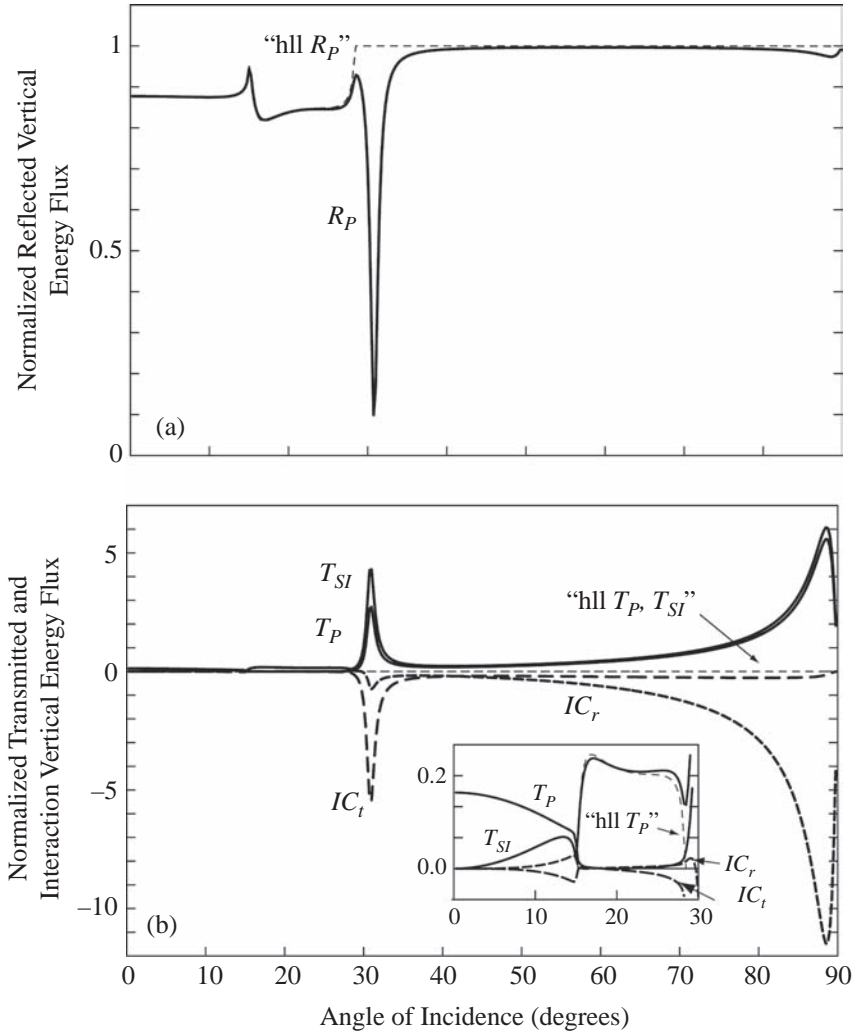 Normalized Reflected Vertical
Energy Flux
1
0.5
0
"hll R_P"
R_P
(a)
Normalized Transmitted and
Interaction Vertical Energy Flux
5
0
−5
−10
T_SI
T_P
"hll T_P, T_SI"
IC_r
IC_t
0.2
0.0
T_P
"hll T_P"
T_SI
IC_r
IC_t
0 10 20 30
(b)
0 10 20 30 40 50 60 70 80 90
Angle of Incidence (degrees)